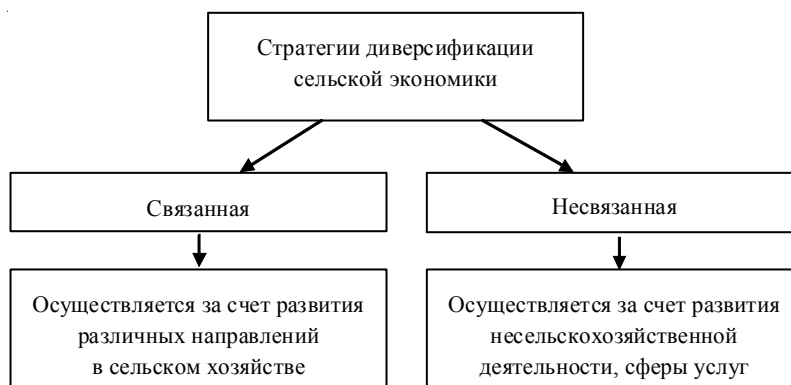 Стратегии диверсификации
сельской экономики
Связанная
Несвязанная
Осуществляется за счет развития
различных направлений
в сельском хозяйстве
Осуществляется за счет развития
несельскохозяйственной
деятельности, сферы услуг